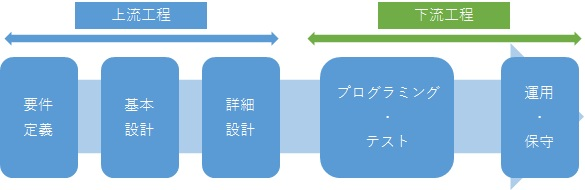 上流工程
下流工程
要件
定義
基本
設計
詳細
設計
プログラミング
・
テスト
運用
・
保守